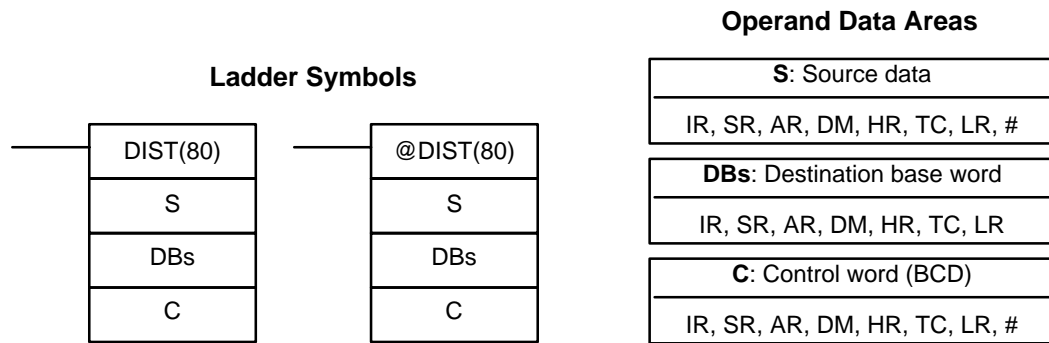 Ladder Symbols
DIST(80)
S
DBs
C
@DIST(80)
S
DBs
C
Operand Data Areas
S: Source data
IR, SR, AR, DM, HR, TC, LR, #
DBs: Destination base word
IR, SR, AR, DM, HR, TC, LR
C: Control word (BCD)
IR, SR, AR, DM, HR, TC, LR, #